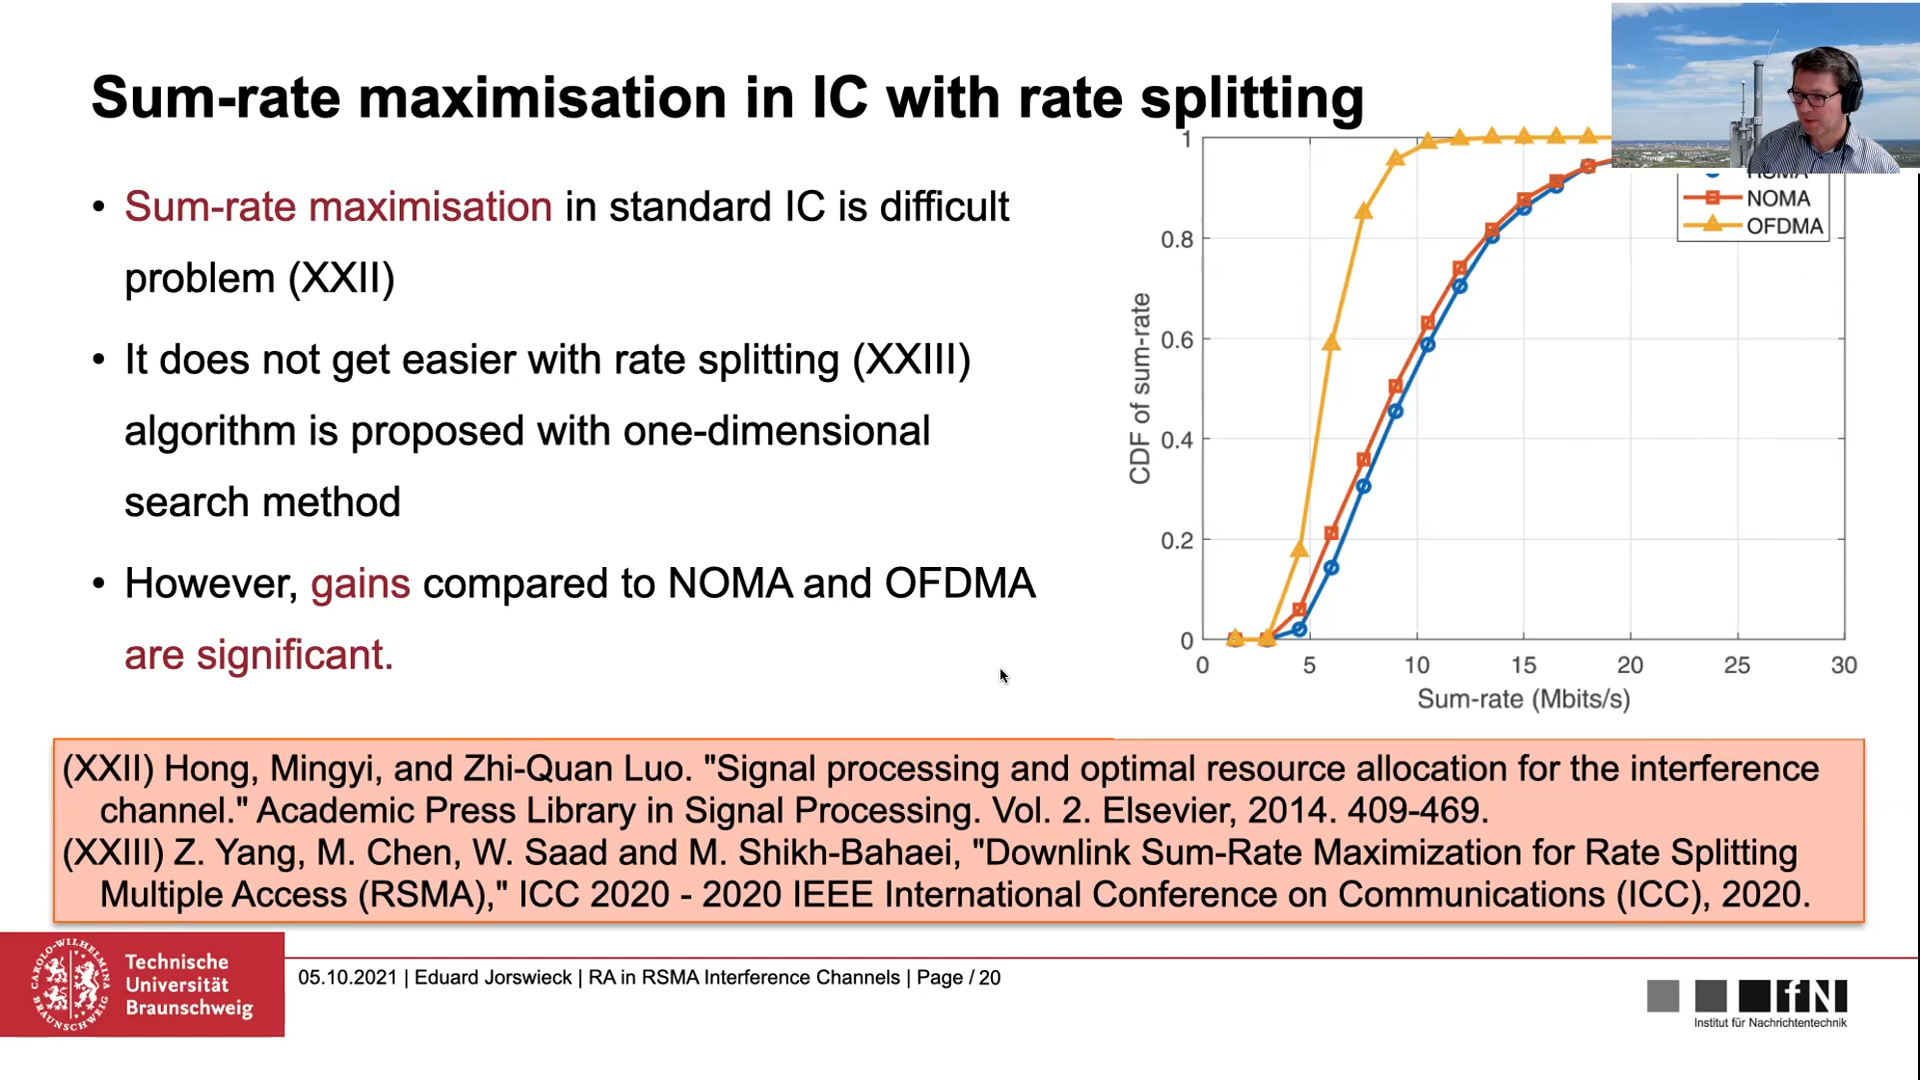 Sum-rate maximisation in IC with rate splitting
• Sum-rate maximisation in standard IC is difficult
problem (XXII)
• It does not get easier with rate splitting (XXIII)
algorithm is proposed with one-dimensional
search method
• However, gains compared to NOMA and OFDMA
are significant.
1
0.8
0.6
0.4
0.2
0
CDF of sum-rate
0 5 10 15 20 25 30
Sum-rate (Mbits/s)
RSMA
NOMA
OFDMA
(XXII) Hong, Mingyi, and Zhi-Quan Luo. "Signal processing and optimal resource allocation for the interference
channel." Academic Press Library in Signal Processing. Vol. 2. Elsevier, 2014. 409-469.
(XXIII) Z. Yang, M. Chen, W. Saad and M. Shikh-Bahaei, "Downlink Sum-Rate Maximization for Rate Splitting
Multiple Access (RSMA)," ICC 2020 - 2020 IEEE International Conference on Communications (ICC), 2020.
CAROLO-WILHELMINA
BRAUNSCHWEIG
Technische
Universität
Braunschweig
05.10.2021 | Eduard Jorswieck | RA in RSMA Interference Channels | Page / 20
IfN
Institut für Nachrichtentechnik